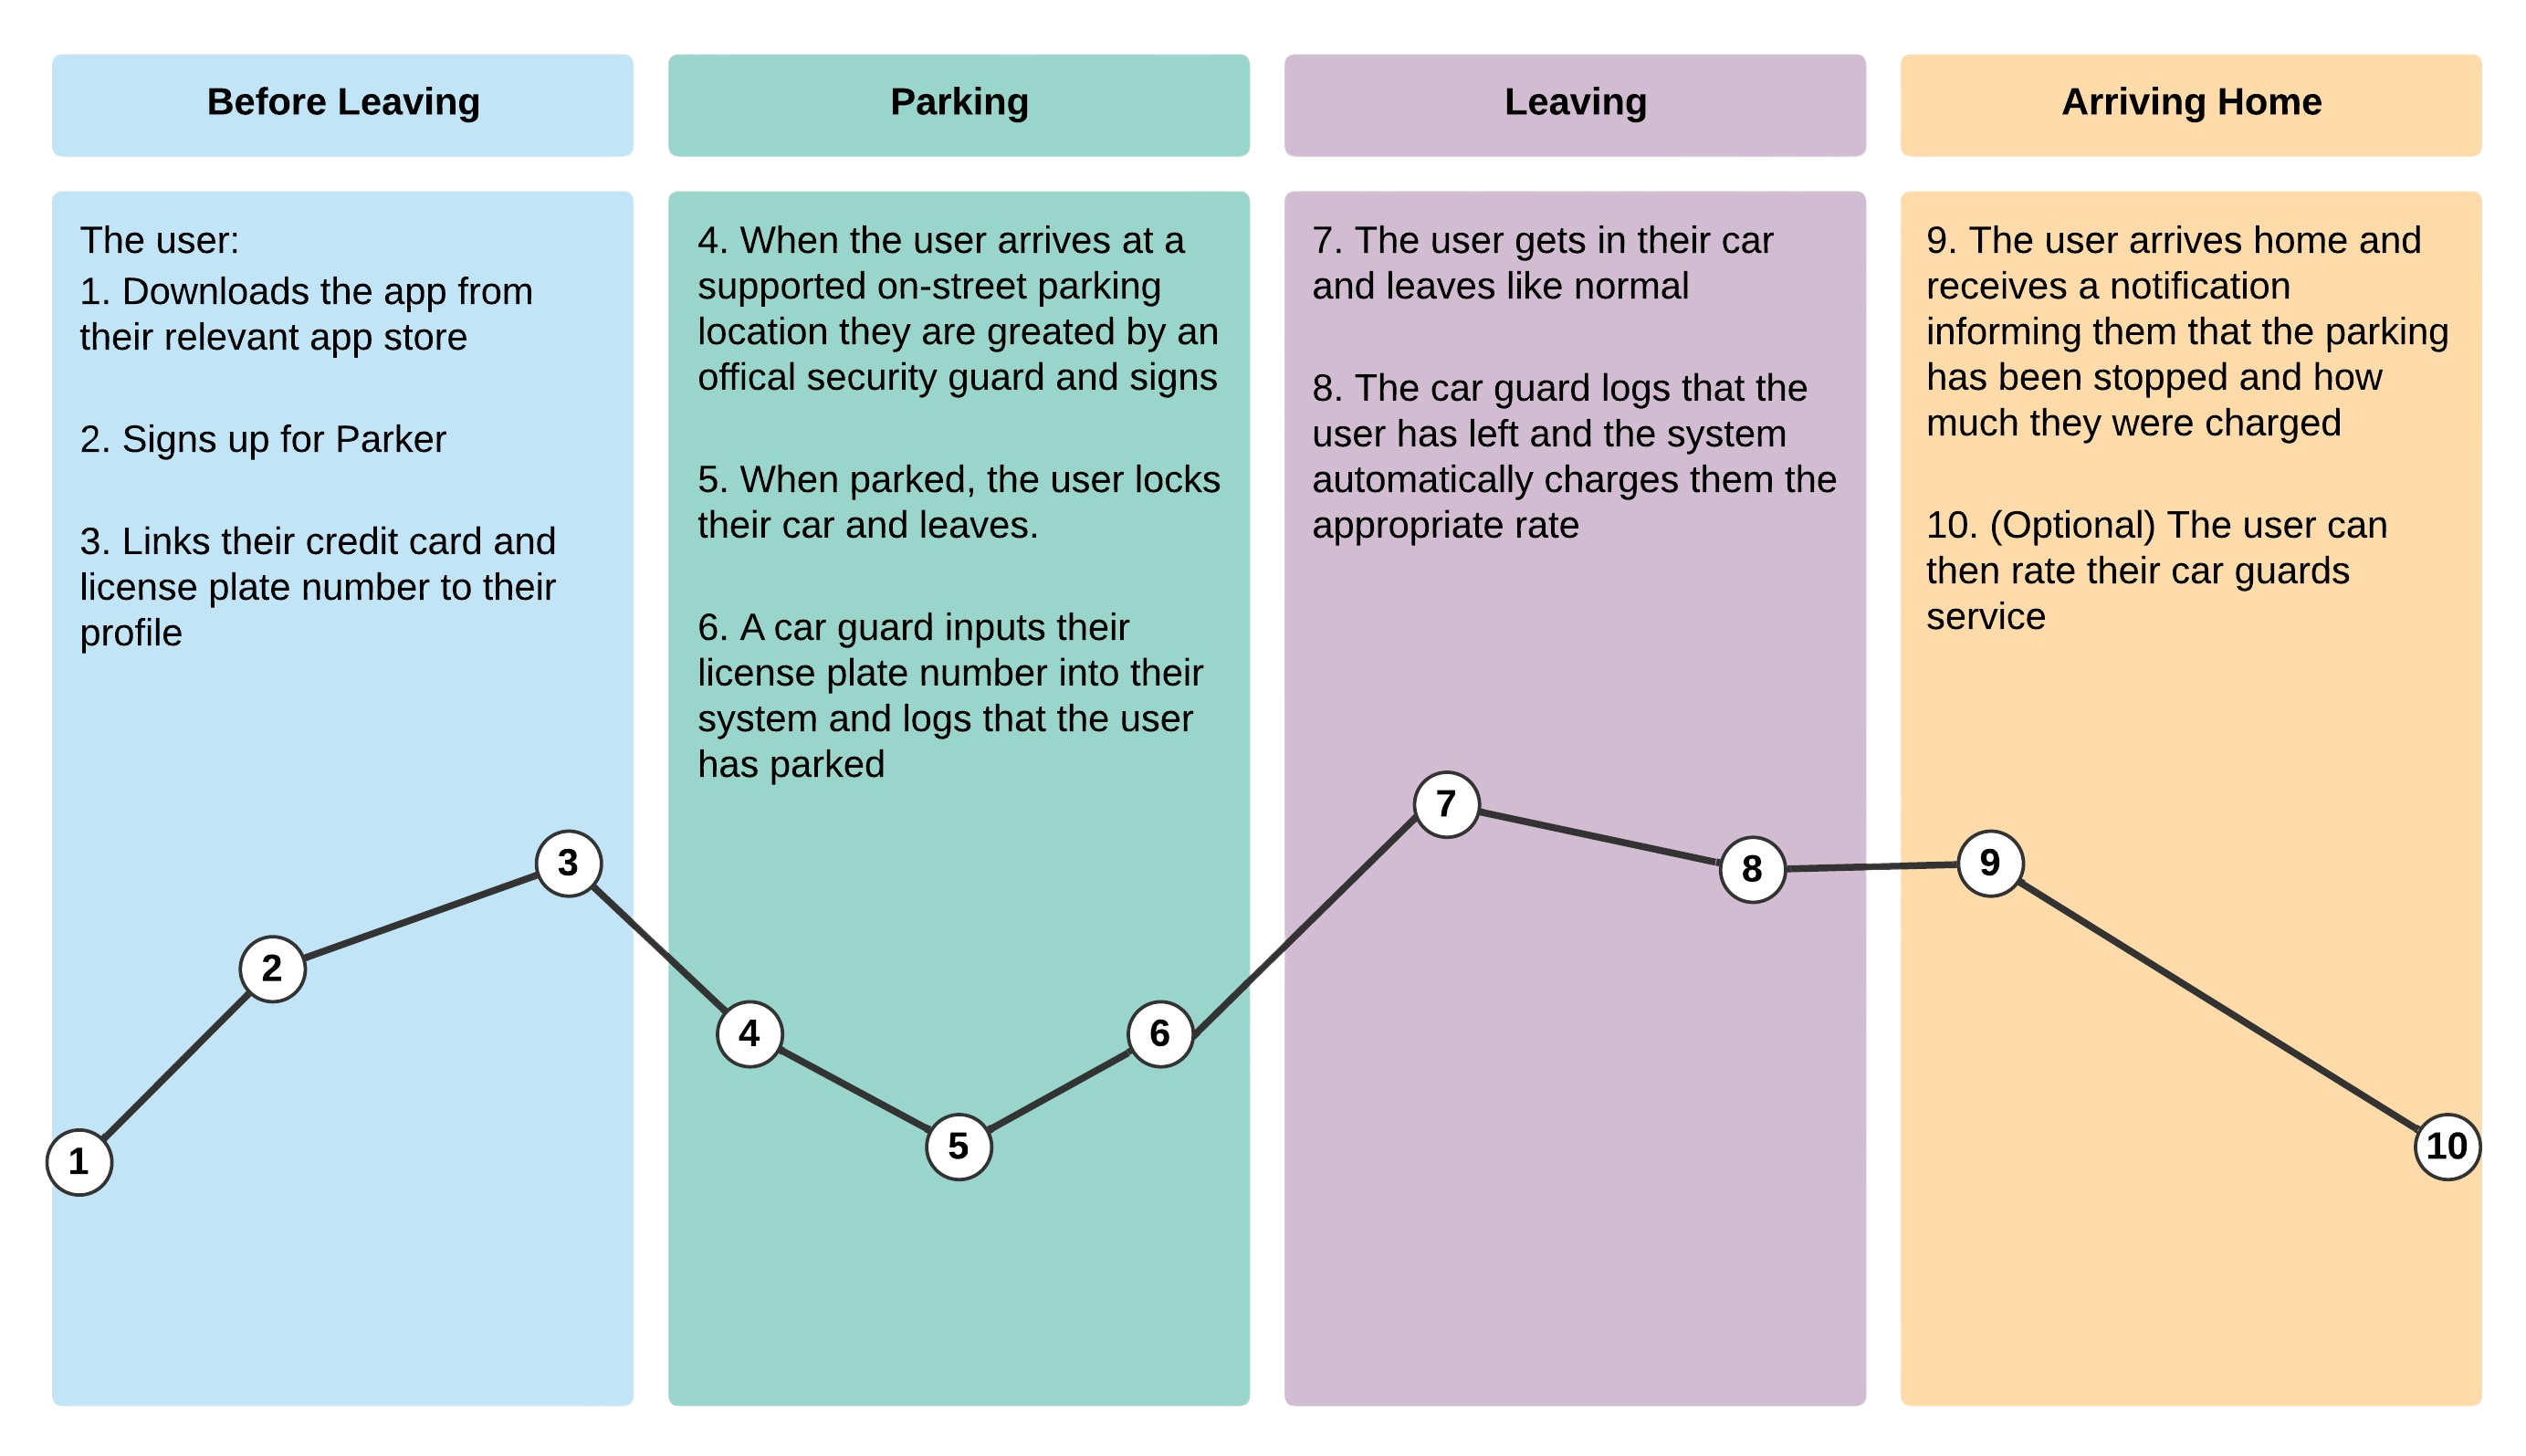 Before Leaving
Parking
Leaving
Arriving Home
The user:
1. Downloads the app from
their relevant app store
2. Signs up for Parker
3. Links their credit card and
license plate number to their
profile
4. When the user arrives at a
supported on-street parking
location they are greated by an
offical security guard and signs
5. When parked, the user locks
their car and leaves.
6. A car guard inputs their
license plate number into their
system and logs that the user
has parked
7. The user gets in their car
and leaves like normal
8. The car guard logs that the
user has left and the system
automatically charges them the
appropriate rate
9. The user arrives home and
receives a notification
informing them that the parking
has been stopped and how
much they were charged
10. (Optional) The user can
then rate their car guards
service
1
2
3
4
5
6
7
8
9
10